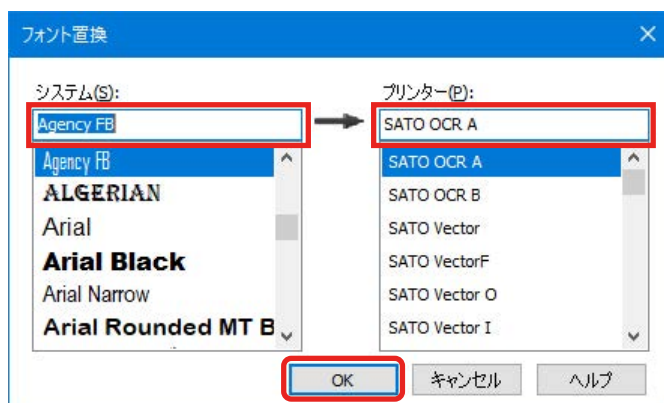 フォント置換
システム(S):
Agency FB
Agency FB
ALGERIAN
Arial
Arial Black
Arial Narrow
Arial Rounded MT B
プリンター(P):
SATO OCR A
SATO OCR A
SATO OCR B
SATO Vector
SATO VectorF
SATO Vector O
SATO Vector I
OK
キャンセル
ヘルプ